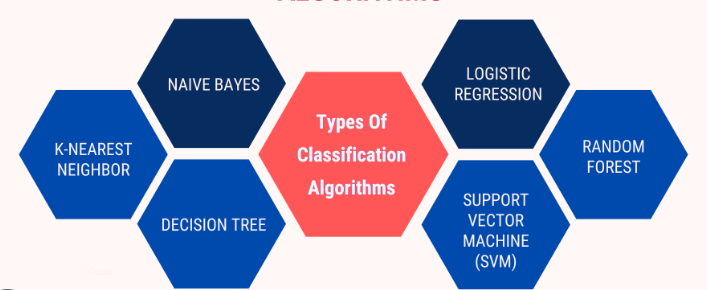 NAIVE BAYES
LOGISTIC
REGRESSION
K-NEAREST
NEIGHBOR
Types Of
Classification
Algorithms
RANDOM
FOREST
DECISION TREE
SUPPORT
VECTOR
MACHINE
(SVM)